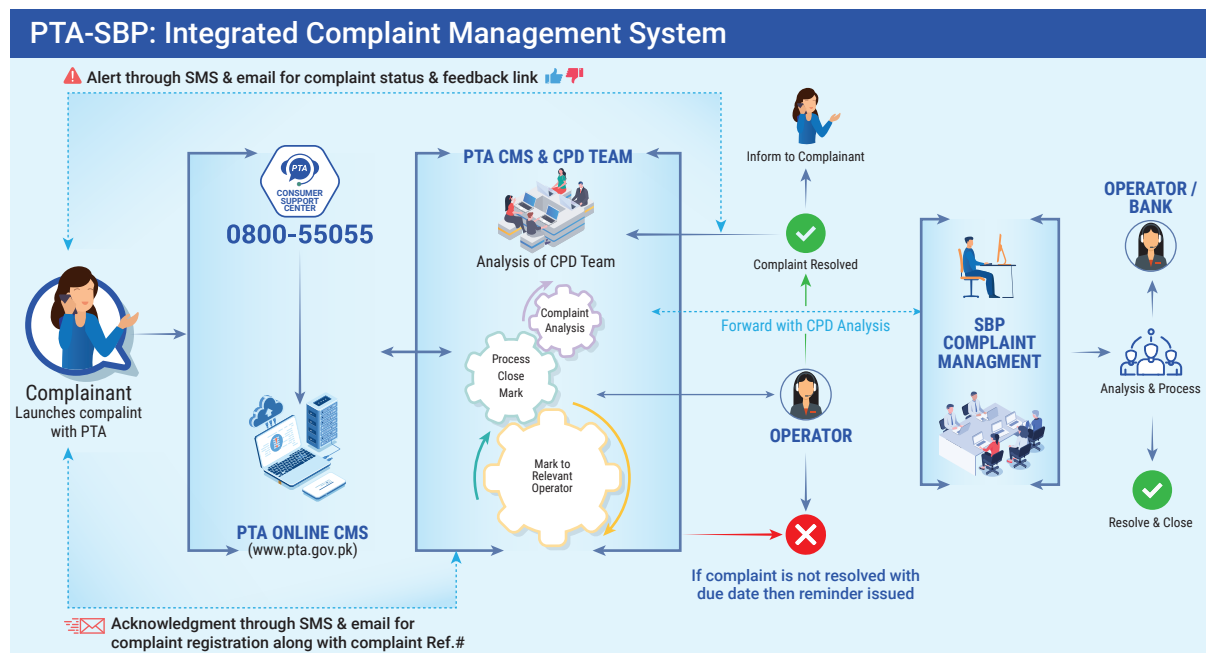 PTA-SBP: Integrated Complaint Management System
Alert through SMS & email for complaint status & feedback link
PTA
CONSUMER
SUPPORT
CENTER
0800-55055
Complainant
Launches compalint
with PTA
PTA ONLINE CMS
(www.pta.gov.pk)
PTA CMS & CPD TEAM
Analysis of CPD Team
Complaint
Analysis
Process
Close
Mark
Mark to
Relevant
Operator
Inform to Complainant
Complaint Resolved
Forward with CPD Analysis
OPERATOR
If complaint is not resolved with
due date then reminder issued
SBP
COMPLAINT
MANAGMENT
OPERATOR /
BANK
Analysis & Process
Resolve & Close
Acknowledgment through SMS & email for
complaint registration along with complaint Ref.#